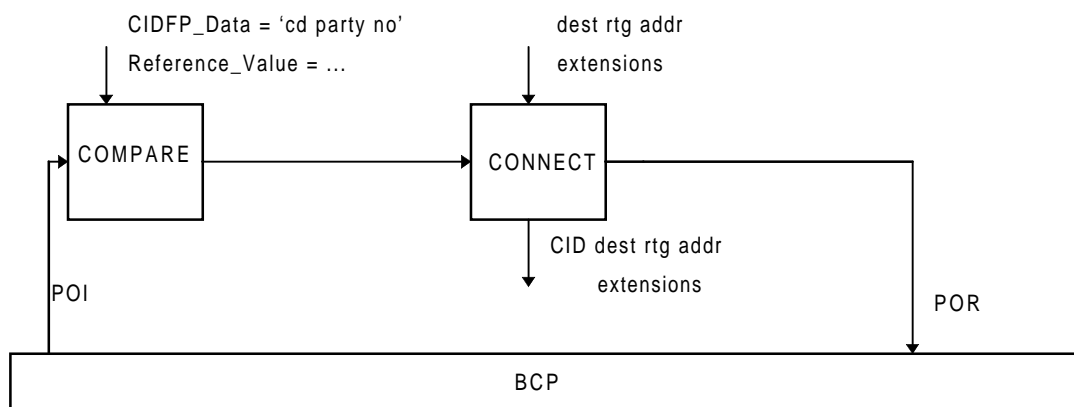 CIDFP_Data = ‘cd party no’
Reference_Value = ...
dest rtg addr
extensions
COMPARE
CONNECT
CID dest rtg addr
extensions
POI
POR
BCP